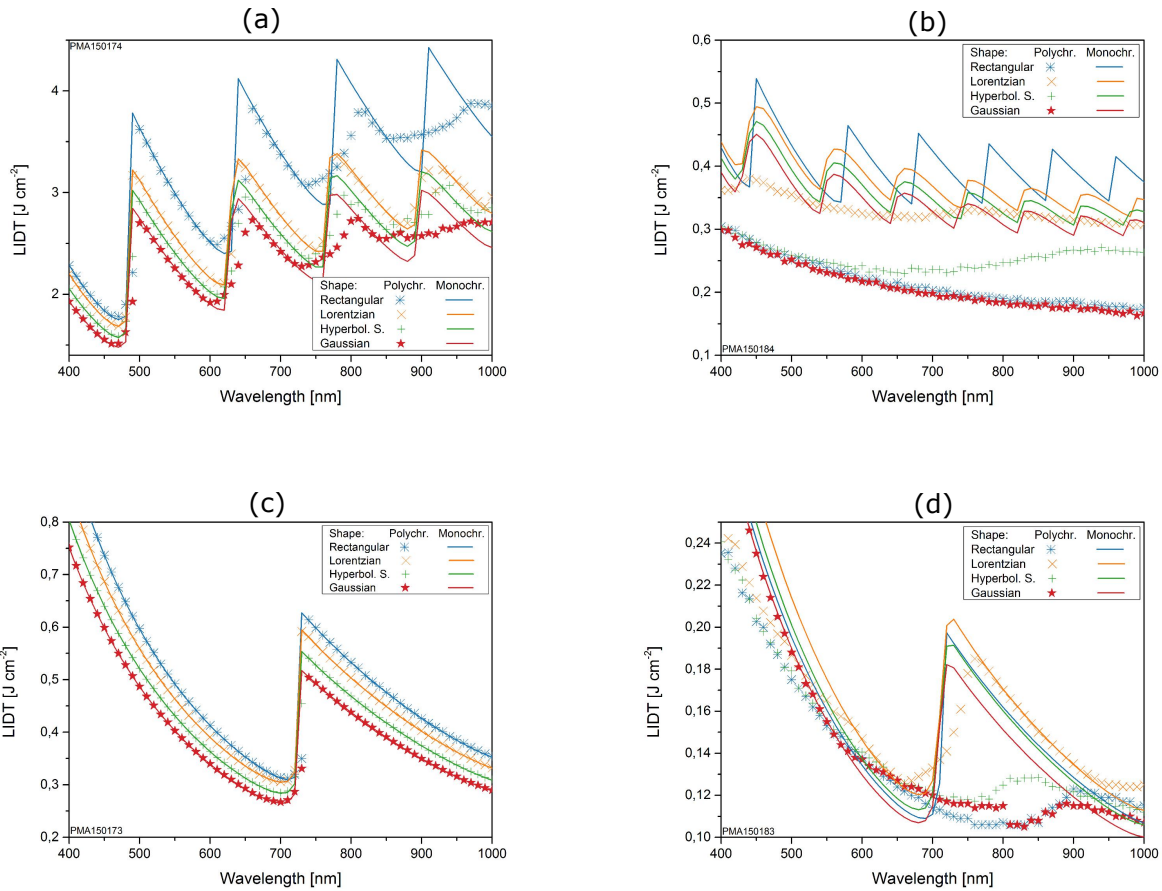 (a)
PMA150174
LIDT [J cm⁻²]
4
3
2
Shape: Polychr. Monochr.
Rectangular
Lorentzian
Hyperbol. S.
Gaussian
400 500 600 700 800 900 1000
Wavelength [nm]
(b)
LIDT [J cm⁻²]
0,6
0,5
0,4
0,3
0,2
0,1
Shape: Polychr. Monochr.
Rectangular
Lorentzian
Hyperbol. S.
Gaussian
PMA150184
400 500 600 700 800 900 1000
Wavelength [nm]
(c)
LIDT [J cm⁻²]
0,8
0,7
0,6
0,5
0,4
0,3
0,2
Shape: Polychr. Monochr.
Rectangular
Lorentzian
Hyperbol. S.
Gaussian
PMA150173
400 500 600 700 800 900 1000
Wavelength [nm]
(d)
LIDT [J cm⁻²]
0,24
0,22
0,20
0,18
0,16
0,14
0,12
0,10
Shape: Polychr. Monochr.
Rectangular
Lorentzian
Hyperbol. S.
Gaussian
PMA150183
400 500 600 700 800 900 1000
Wavelength [nm]